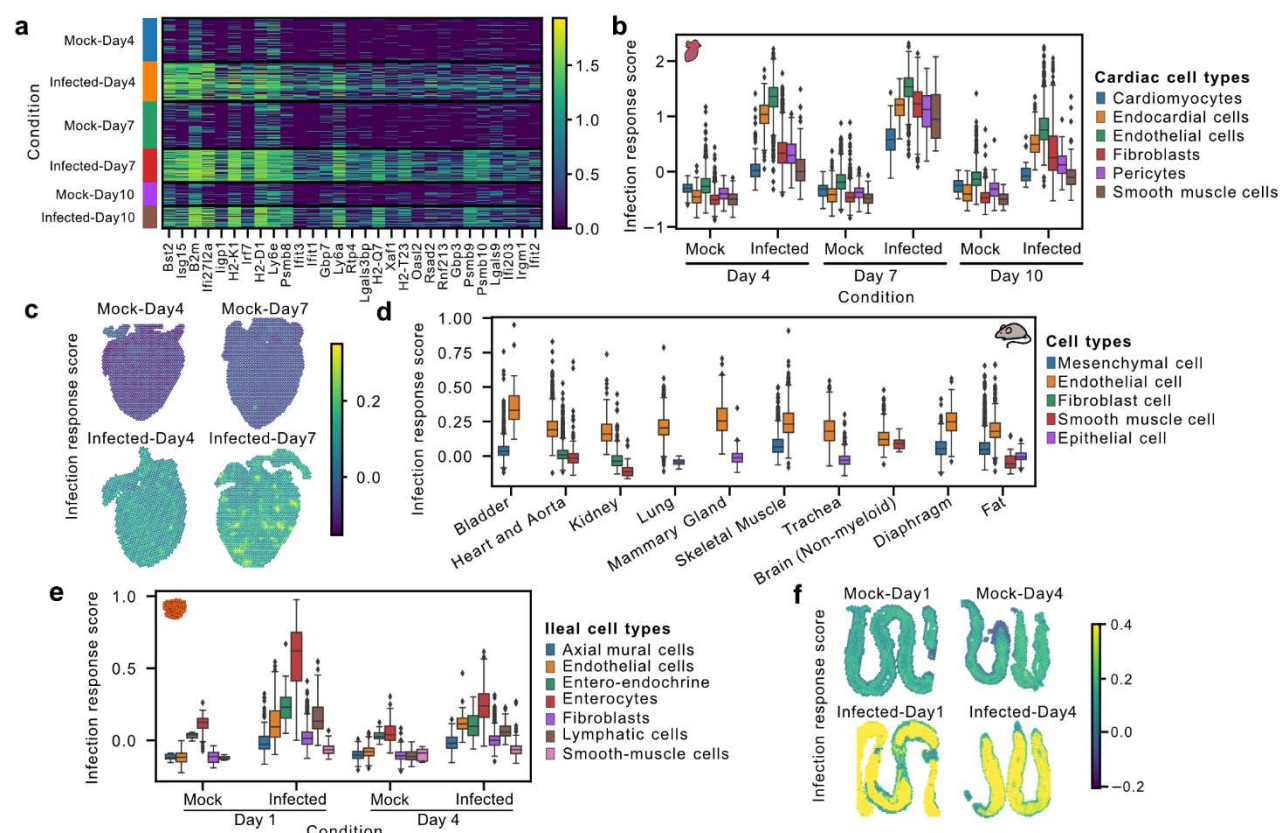 a
Condition
Mock-Day4
Infected-Day4
Mock-Day7
Infected-Day7
Mock-Day10
Infected-Day10
Bst2
Isg15
B2m
Ifi27l2a
Iigp1
H2-K1
Irf7
H2-D1
Ly6e
Psmb8
Ifit3
Ifit1
Gbp7
Ly6a
Rtp4
Lgals3bp
H2-Q7
Xaf1
H2-T23
Oasl2
Rsad2
Rnf213
Gbp3
Psmb9
Psmb10
Lgals9
Ifi203
Irgm1
Ifit2
1.5
1.0
0.5
0.0
b
Infection response score
2
1
0
−1
Mock Infected Mock Infected Mock Infected
Day 4 Day 7 Day 10
Condition
Cardiac cell types
Cardiomyocytes
Endocardial cells
Endothelial cells
Fibroblasts
Pericytes
Smooth muscle cells
c
Infection response score
Mock-Day4 Mock-Day7
Infected-Day4 Infected-Day7
0.2
0.0
d
Infection response score
1.00
0.75
0.50
0.25
0.00
Bladder
Heart and Aorta
Kidney
Lung
Mammary Gland
Skeletal Muscle
Trachea
Brain (Non-myeloid)
Diaphragm
Fat
Cell types
Mesenchymal cell
Endothelial cell
Fibroblast cell
Smooth muscle cell
Epithelial cell
e
Infection response score
1.0
0.5
0.0
Mock Infected Mock Infected
Day 1 Day 4
Condition
Ileal cell types
Axial mural cells
Endothelial cells
Entero-endocrine
Enterocytes
Fibroblasts
Lymphatic cells
Smooth-muscle cells
f
Infection response score
Mock-Day1 Mock-Day4
Infected-Day1 Infected-Day4
0.4
0.2
0.0
−0.2